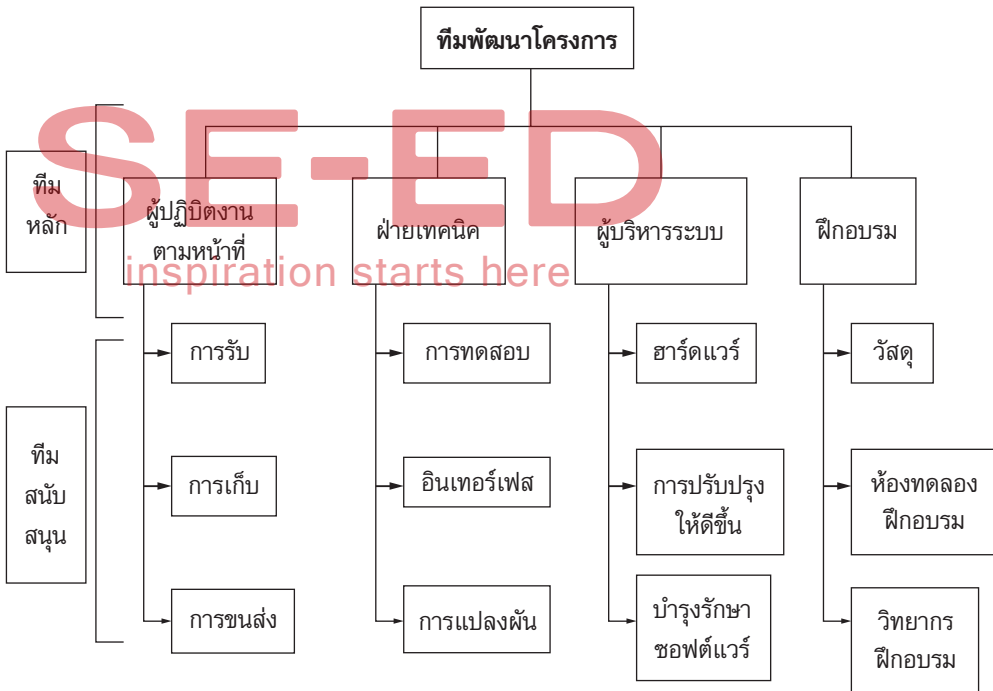 ทีมพัฒนาโครงการ
SE-ED
inspiration starts here
ทีม
หลัก
ผู้ปฏิบิตงาน
ตามหน้าที่
ฝ่ายเทคนิค
ผู้บริหารระบบ
ฝึกอบรม
ทีม
สนับ
สนุน
การรับ
การทดสอบ
ฮาร์ดแวร์
วัสดุ
การเก็บ
อินเทอร์เฟส
การปรับปรุง
ให้ดีขึ้น
ห้องทดลอง
ฝึกอบรม
การขนส่ง
การแปลงผัน
บำรุงรักษา
ซอฟต์แวร์
วิทยากร
ฝึกอบรม